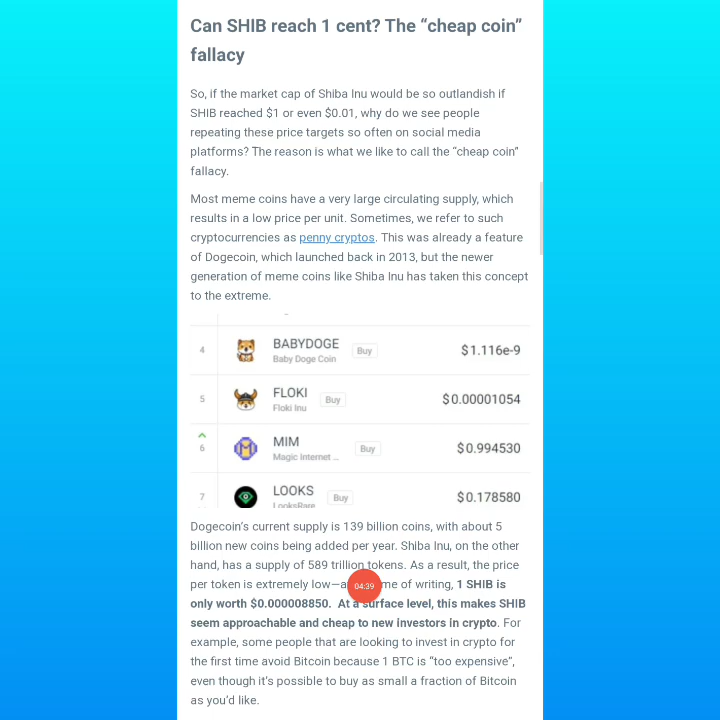 Can SHIB reach 1 cent? The “cheap coin”
fallacy
So, if the market cap of Shiba Inu would be so outlandish if
SHIB reached $1 or even $0.01, why do we see people
repeating these price targets so often on social media
platforms? The reason is what we like to call the “cheap coin”
fallacy.
Most meme coins have a very large circulating supply, which
results in a low price per unit. Sometimes, we refer to such
cryptocurrencies as penny cryptos. This was already a feature
of Dogecoin, which launched back in 2013, but the newer
generation of meme coins like Shiba Inu has taken this concept
to the extreme.
4 BABYDOGE Buy $1.116e-9
Baby Doge Coin
5 FLOKI Buy $0.00001054
Floki Inu
6 MIM Buy $0.994530
Magic Internet ...
7 LOOKS Buy $0.178580
LooksRare
Dogecoin’s current supply is 139 billion coins, with about 5
billion new coins being added per year. Shiba Inu, on the other
hand, has a supply of 589 trillion tokens. As a result, the price
per token is extremely low—a 04:39 me of writing, 1 SHIB is
only worth $0.000008850. At a surface level, this makes SHIB
seem approachable and cheap to new investors in crypto. For
example, some people that are looking to invest in crypto for
the first time avoid Bitcoin because 1 BTC is “too expensive”,
even though it’s possible to buy as small a fraction of Bitcoin
as you’d like.